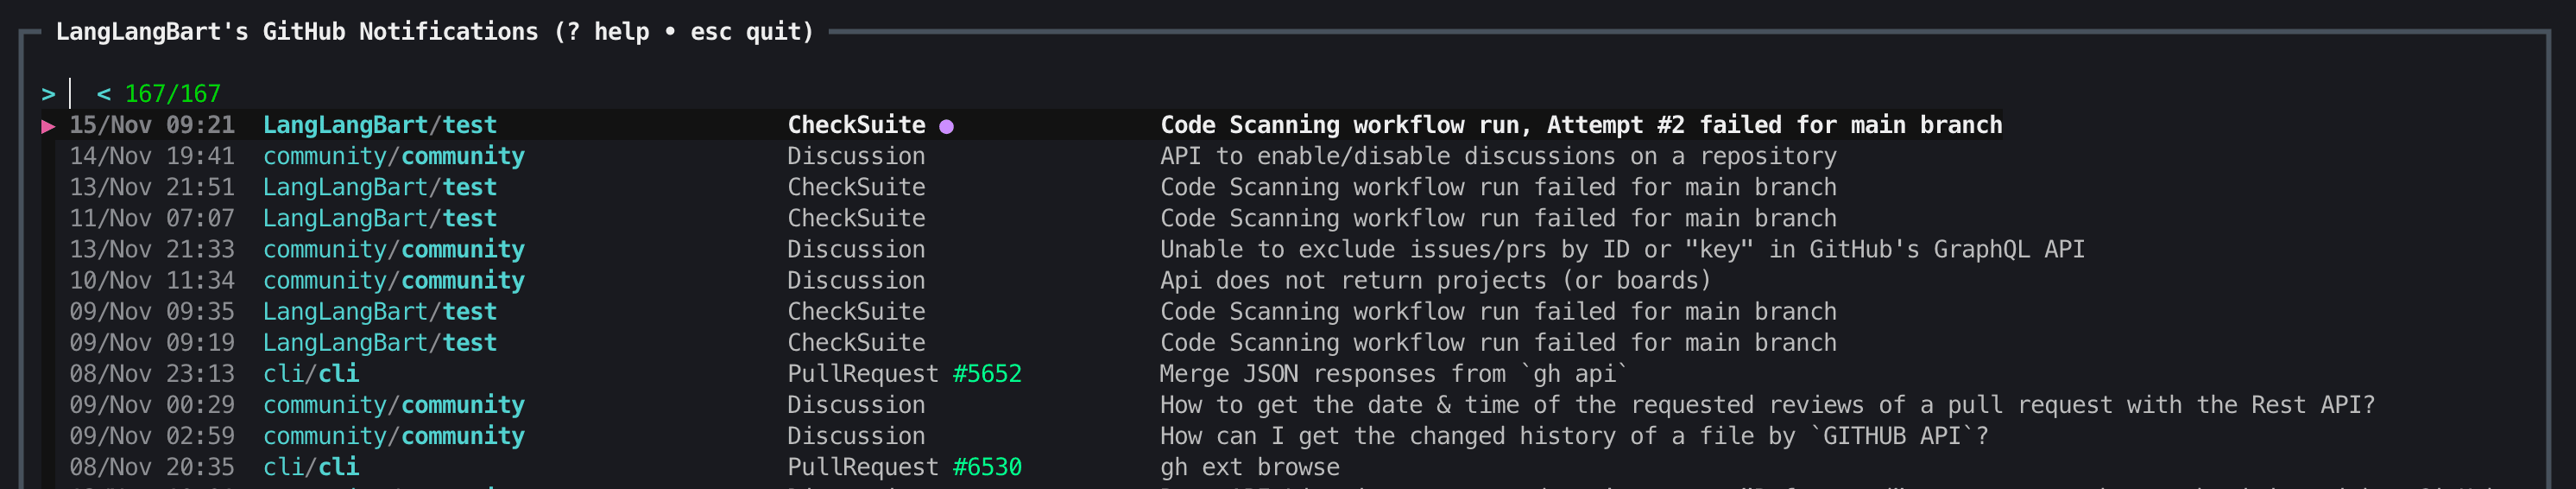 LangLangBart's GitHub Notifications (? help • esc quit)
> < 167/167
▶ 15/Nov 09:21 LangLangBart/test CheckSuite ● Code Scanning workflow run, Attempt #2 failed for main branch
14/Nov 19:41 community/community Discussion API to enable/disable discussions on a repository
13/Nov 21:51 LangLangBart/test CheckSuite Code Scanning workflow run failed for main branch
11/Nov 07:07 LangLangBart/test CheckSuite Code Scanning workflow run failed for main branch
13/Nov 21:33 community/community Discussion Unable to exclude issues/prs by ID or "key" in GitHub's GraphQL API
10/Nov 11:34 community/community Discussion Api does not return projects (or boards)
09/Nov 09:35 LangLangBart/test CheckSuite Code Scanning workflow run failed for main branch
09/Nov 09:19 LangLangBart/test CheckSuite Code Scanning workflow run failed for main branch
08/Nov 23:13 cli/cli PullRequest #5652 Merge JSON responses from `gh api`
09/Nov 00:29 community/community Discussion How to get the date & time of the requested reviews of a pull request with the Rest API?
09/Nov 02:59 community/community Discussion How can I get the changed history of a file by `GITHUB API`?
08/Nov 20:35 cli/cli PullRequest #6530 gh ext browse